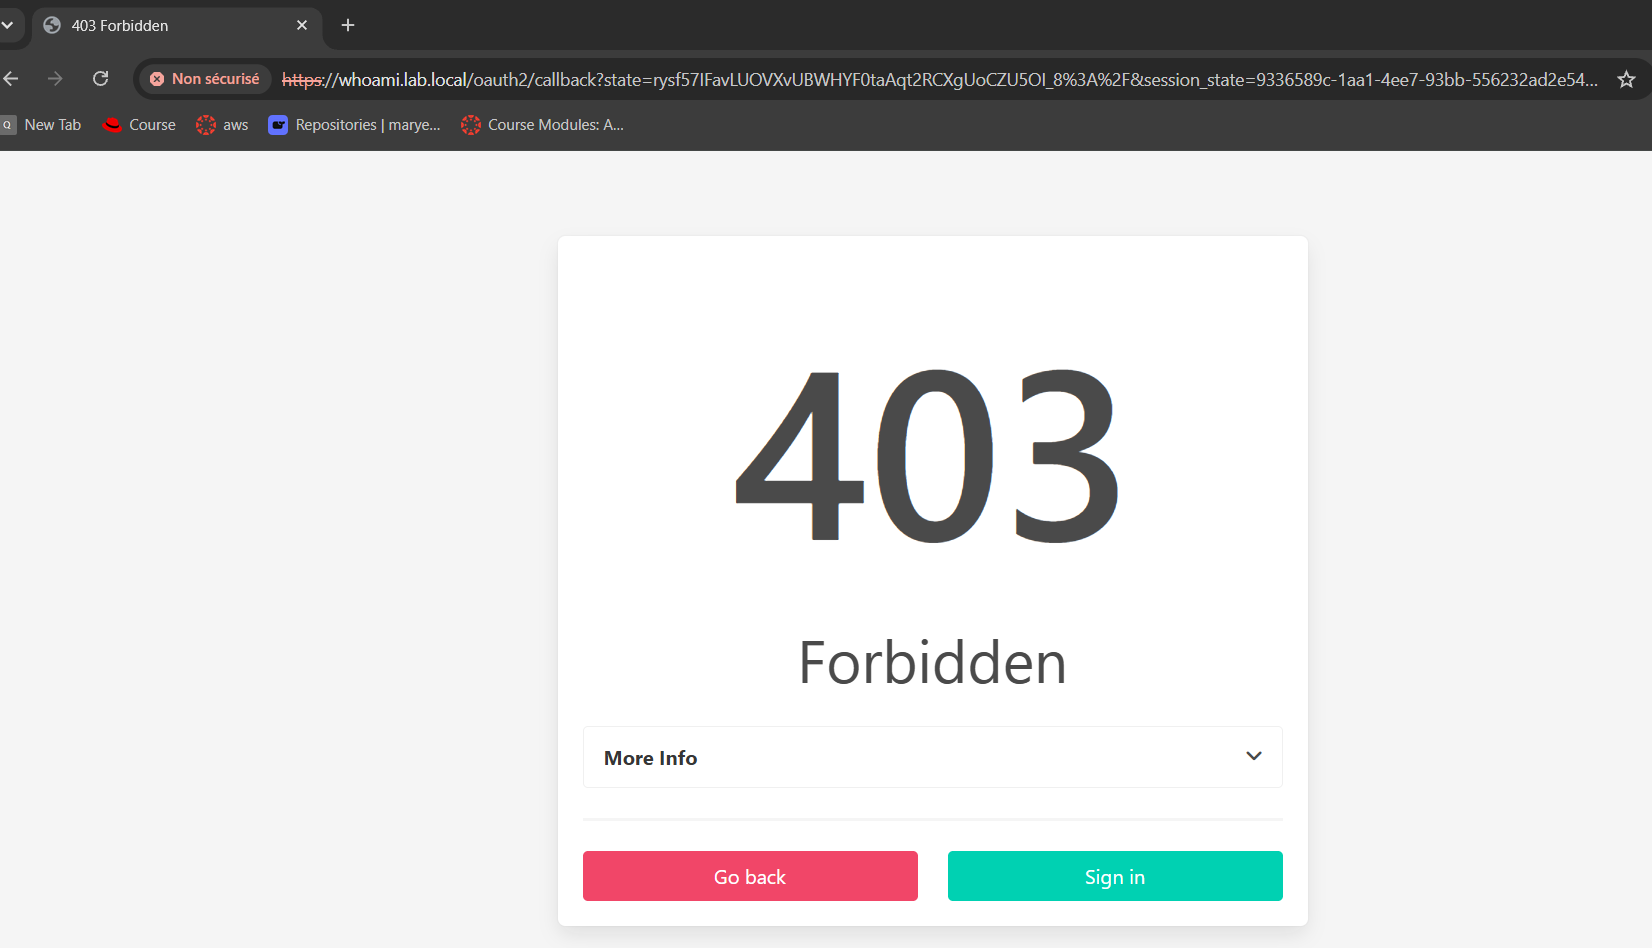 403 Forbidden
Non sécurisé https://whoami.lab.local/oauth2/callback?state=rysf57IFavLUOVXvUBWHYF0taAqt2RCXgUoCZU5OI_8%3A%2F&session_state=9336589c-1aa1-4ee7-93bb-556232ad2e54...
New Tab Course aws Repositories | marye... Course Modules: A...
403
Forbidden
More Info
Go back Sign in